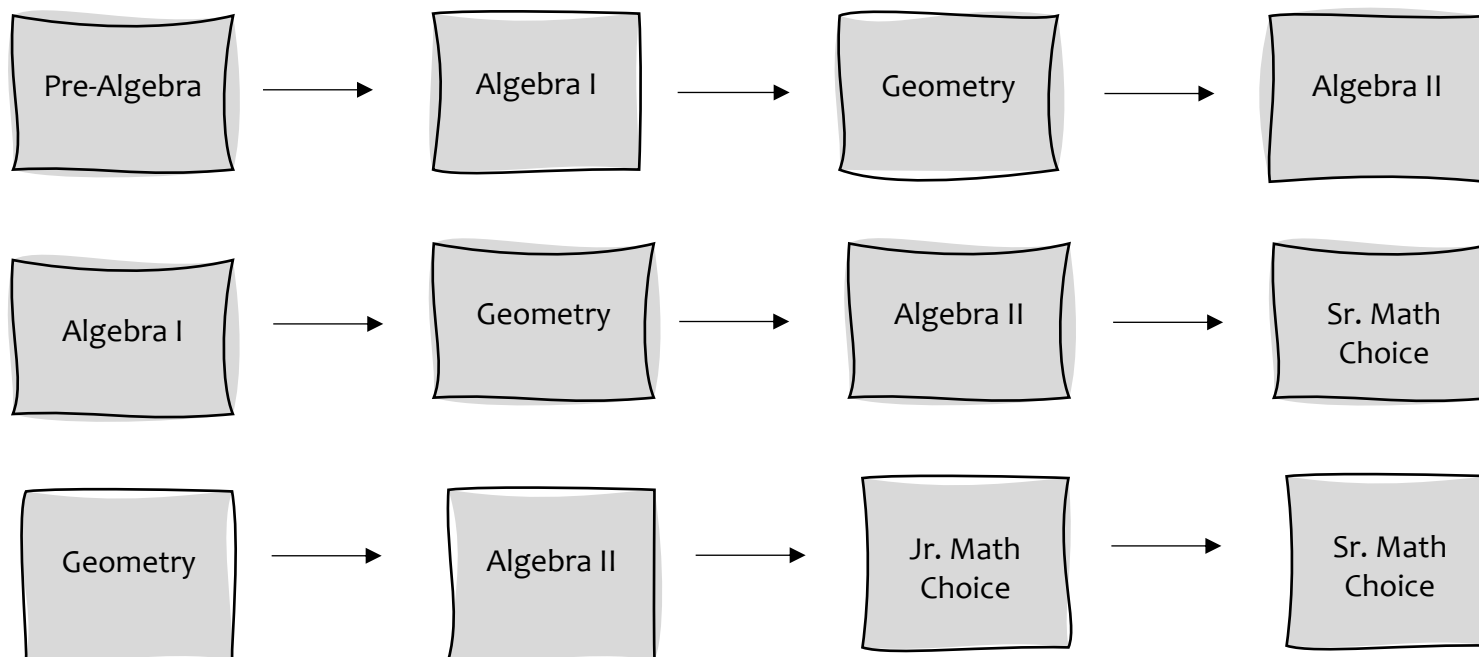 Pre-Algebra
Algebra I
Geometry
Algebra II
Algebra I
Geometry
Algebra II
Sr. Math
Choice
Geometry
Algebra II
Jr. Math
Choice
Sr. Math
Choice